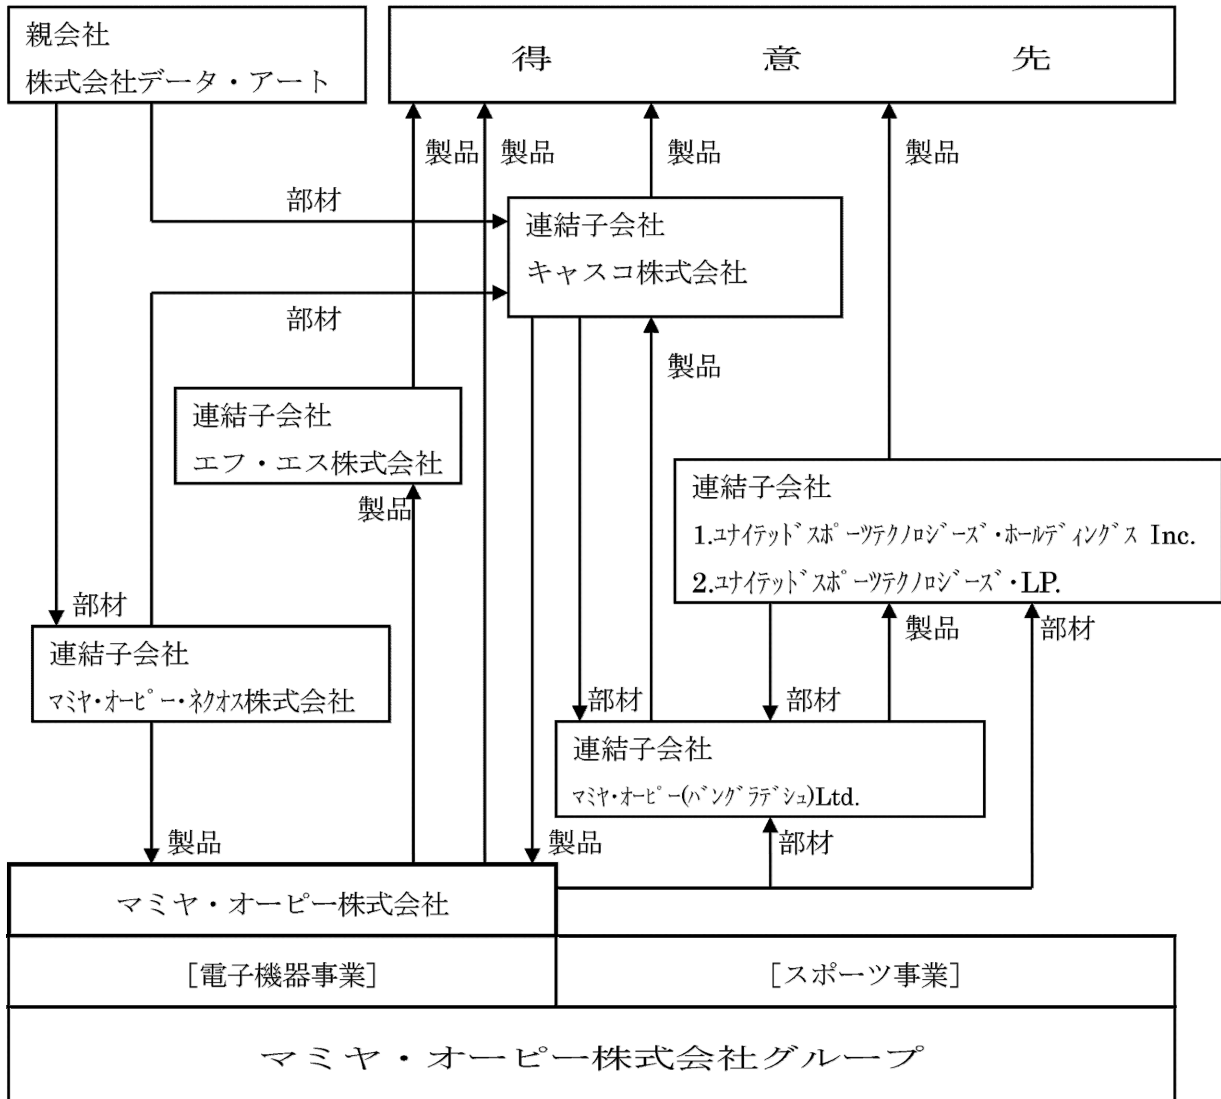 親会社
株式会社データ・アート
得意先
製品
製品
製品
製品
部材
連結子会社
キャスコ株式会社
部材
製品
連結子会社
エフ・エス株式会社
製品
連結子会社
1.ﾕﾅｲﾃｯﾄﾞｽﾎﾟｰﾂﾃｸﾉﾛｼﾞｰｽﾞ・ﾎｰﾙﾃﾞｨﾝｸﾞｽ Inc.
2.ﾕﾅｲﾃｯﾄﾞｽﾎﾟｰﾂﾃｸﾉﾛｼﾞｰｽﾞ・LP.
部材
製品
部材
連結子会社
ﾏﾐﾔ・ｵｰﾋﾟｰ・ﾈｸｵｽ株式会社
部材
部材
連結子会社
ﾏﾐﾔ・ｵｰﾋﾟｰ(ﾊﾞﾝｸﾞﾗﾃﾞｼｭ)Ltd.
製品
製品
部材
マミヤ・オーピー株式会社
［電子機器事業］
［スポーツ事業］
マミヤ・オーピー株式会社グループ